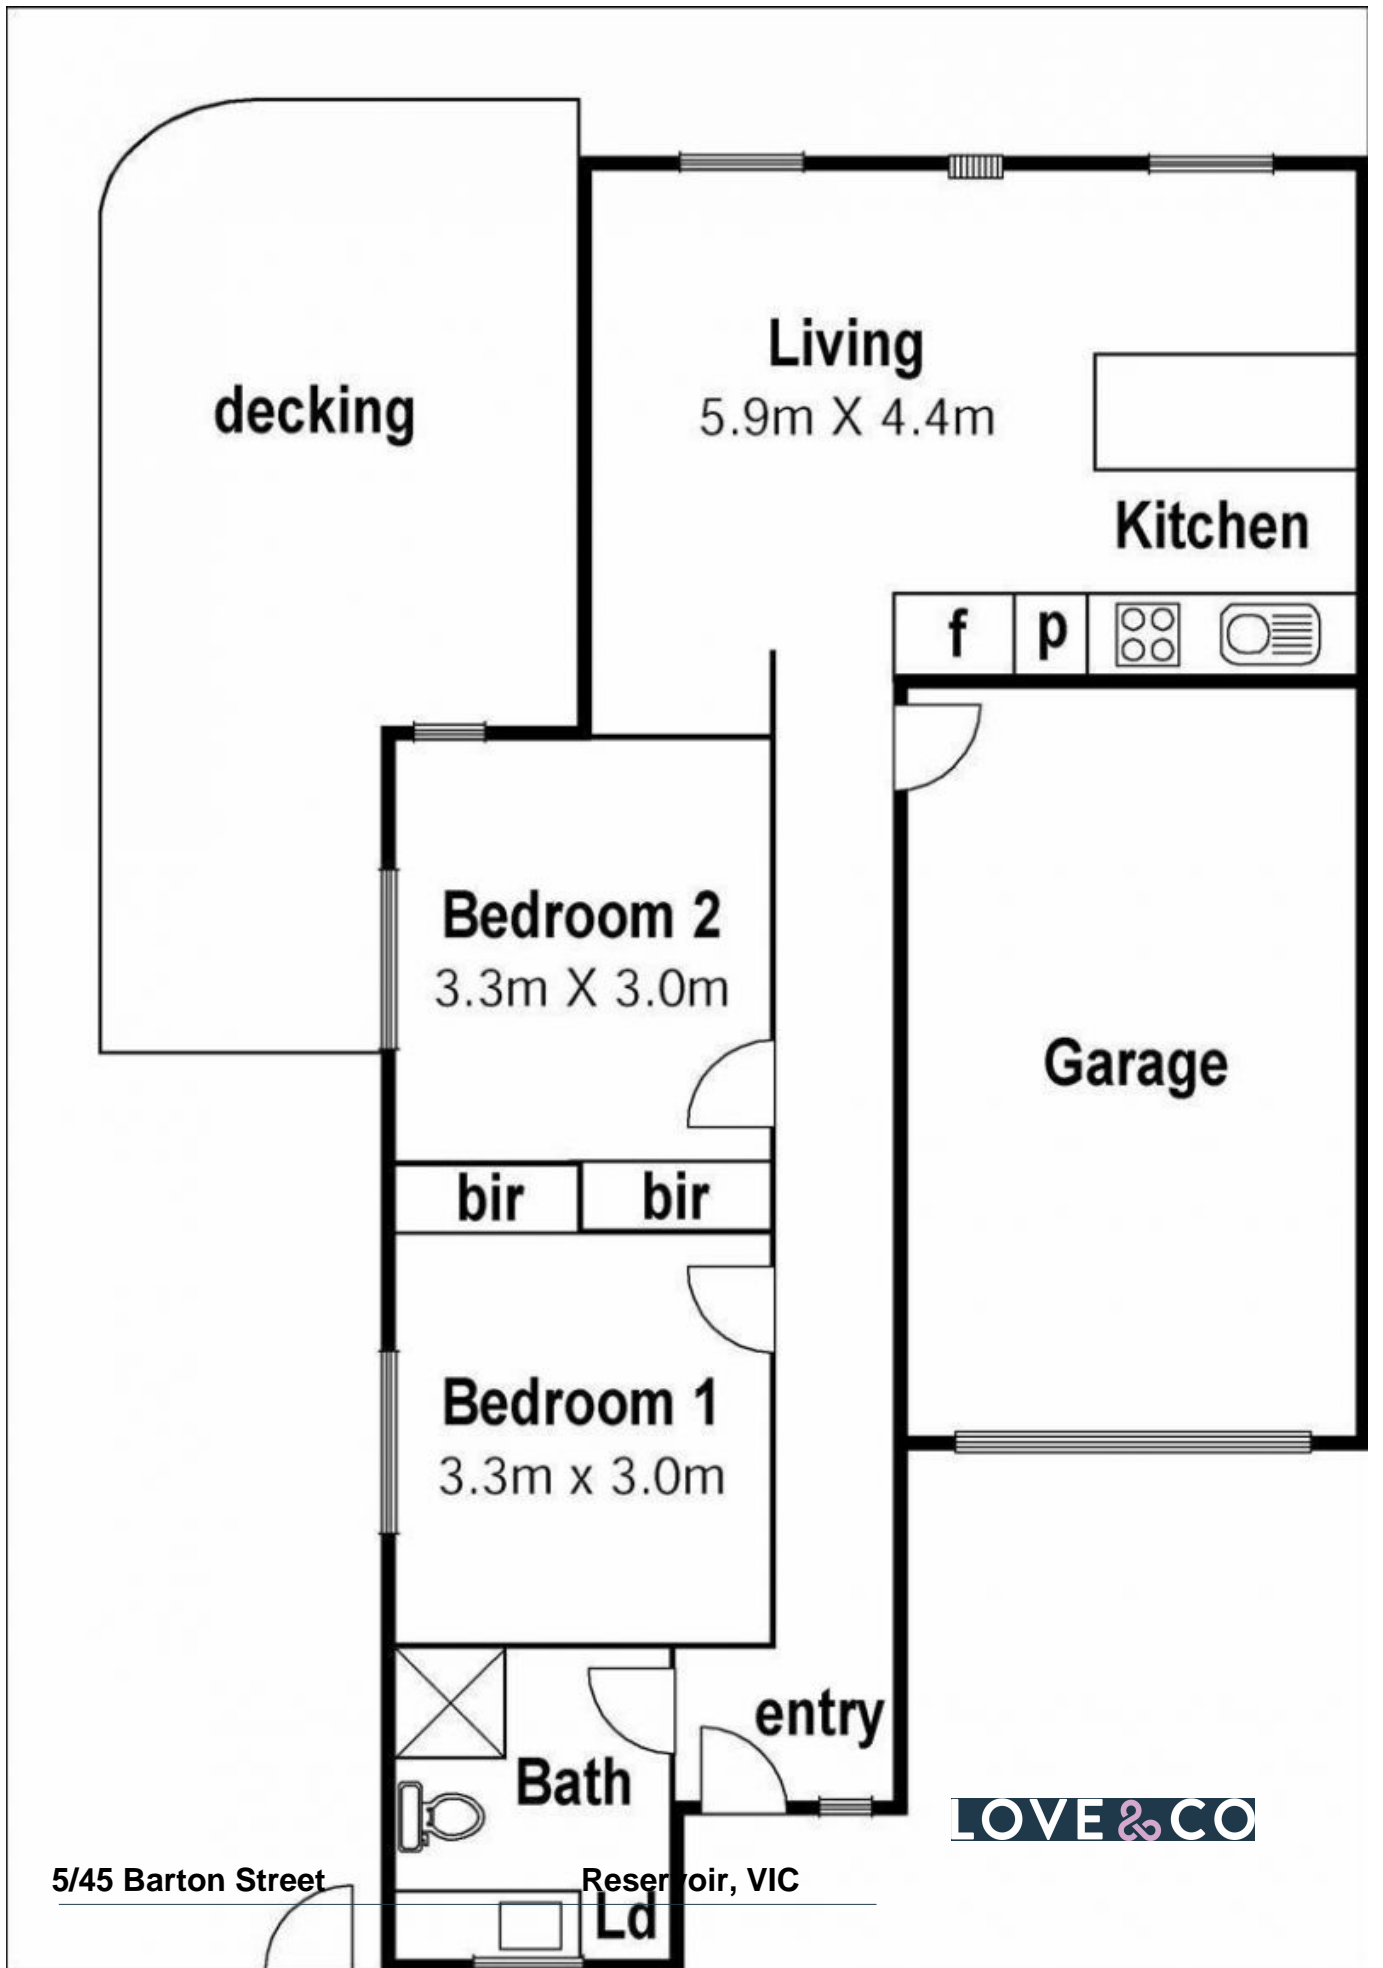 Living
5.9m X 4.4m
decking
Kitchen
f
p
Bedroom 2
3.3m X 3.0m
Garage
bir
bir
Bedroom 1
3.3m x 3.0m
entry
Bath
LOVE & CO
5/45 Barton Street
Reservoir, VIC
Ld